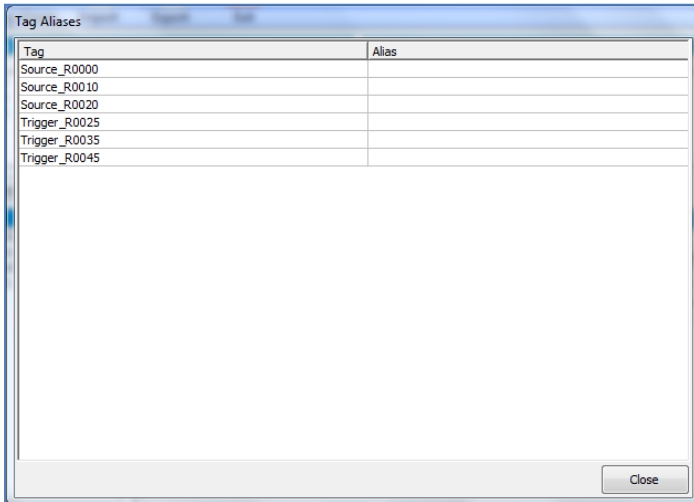 Tag Aliases
Tag Alias
Source_R0000
Source_R0010
Source_R0020
Trigger_R0025
Trigger_R0035
Trigger_R0045
Close